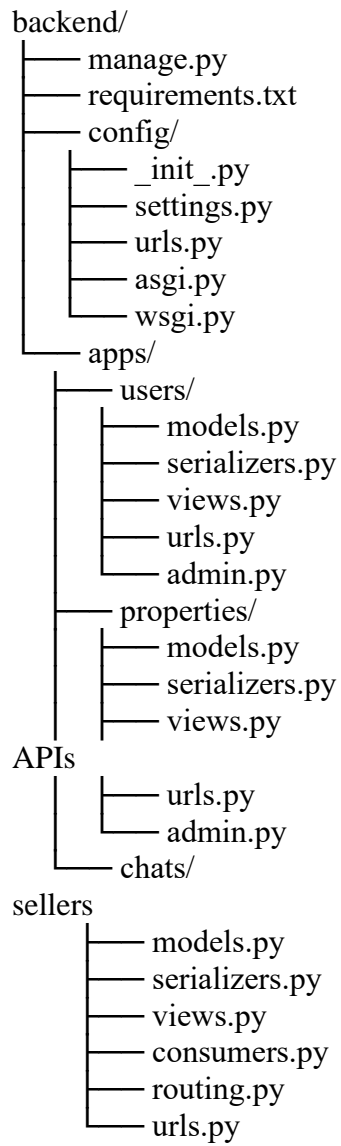 backend/
manage.py
requirements.txt
config/
_init_.py
settings.py
urls.py
asgi.py
wsgi.py
apps/
users/
models.py
serializers.py
views.py
urls.py
admin.py
properties/
models.py
serializers.py
views.py
APIs
urls.py
admin.py
chats/
sellers
models.py
serializers.py
views.py
consumers.py
routing.py
urls.py